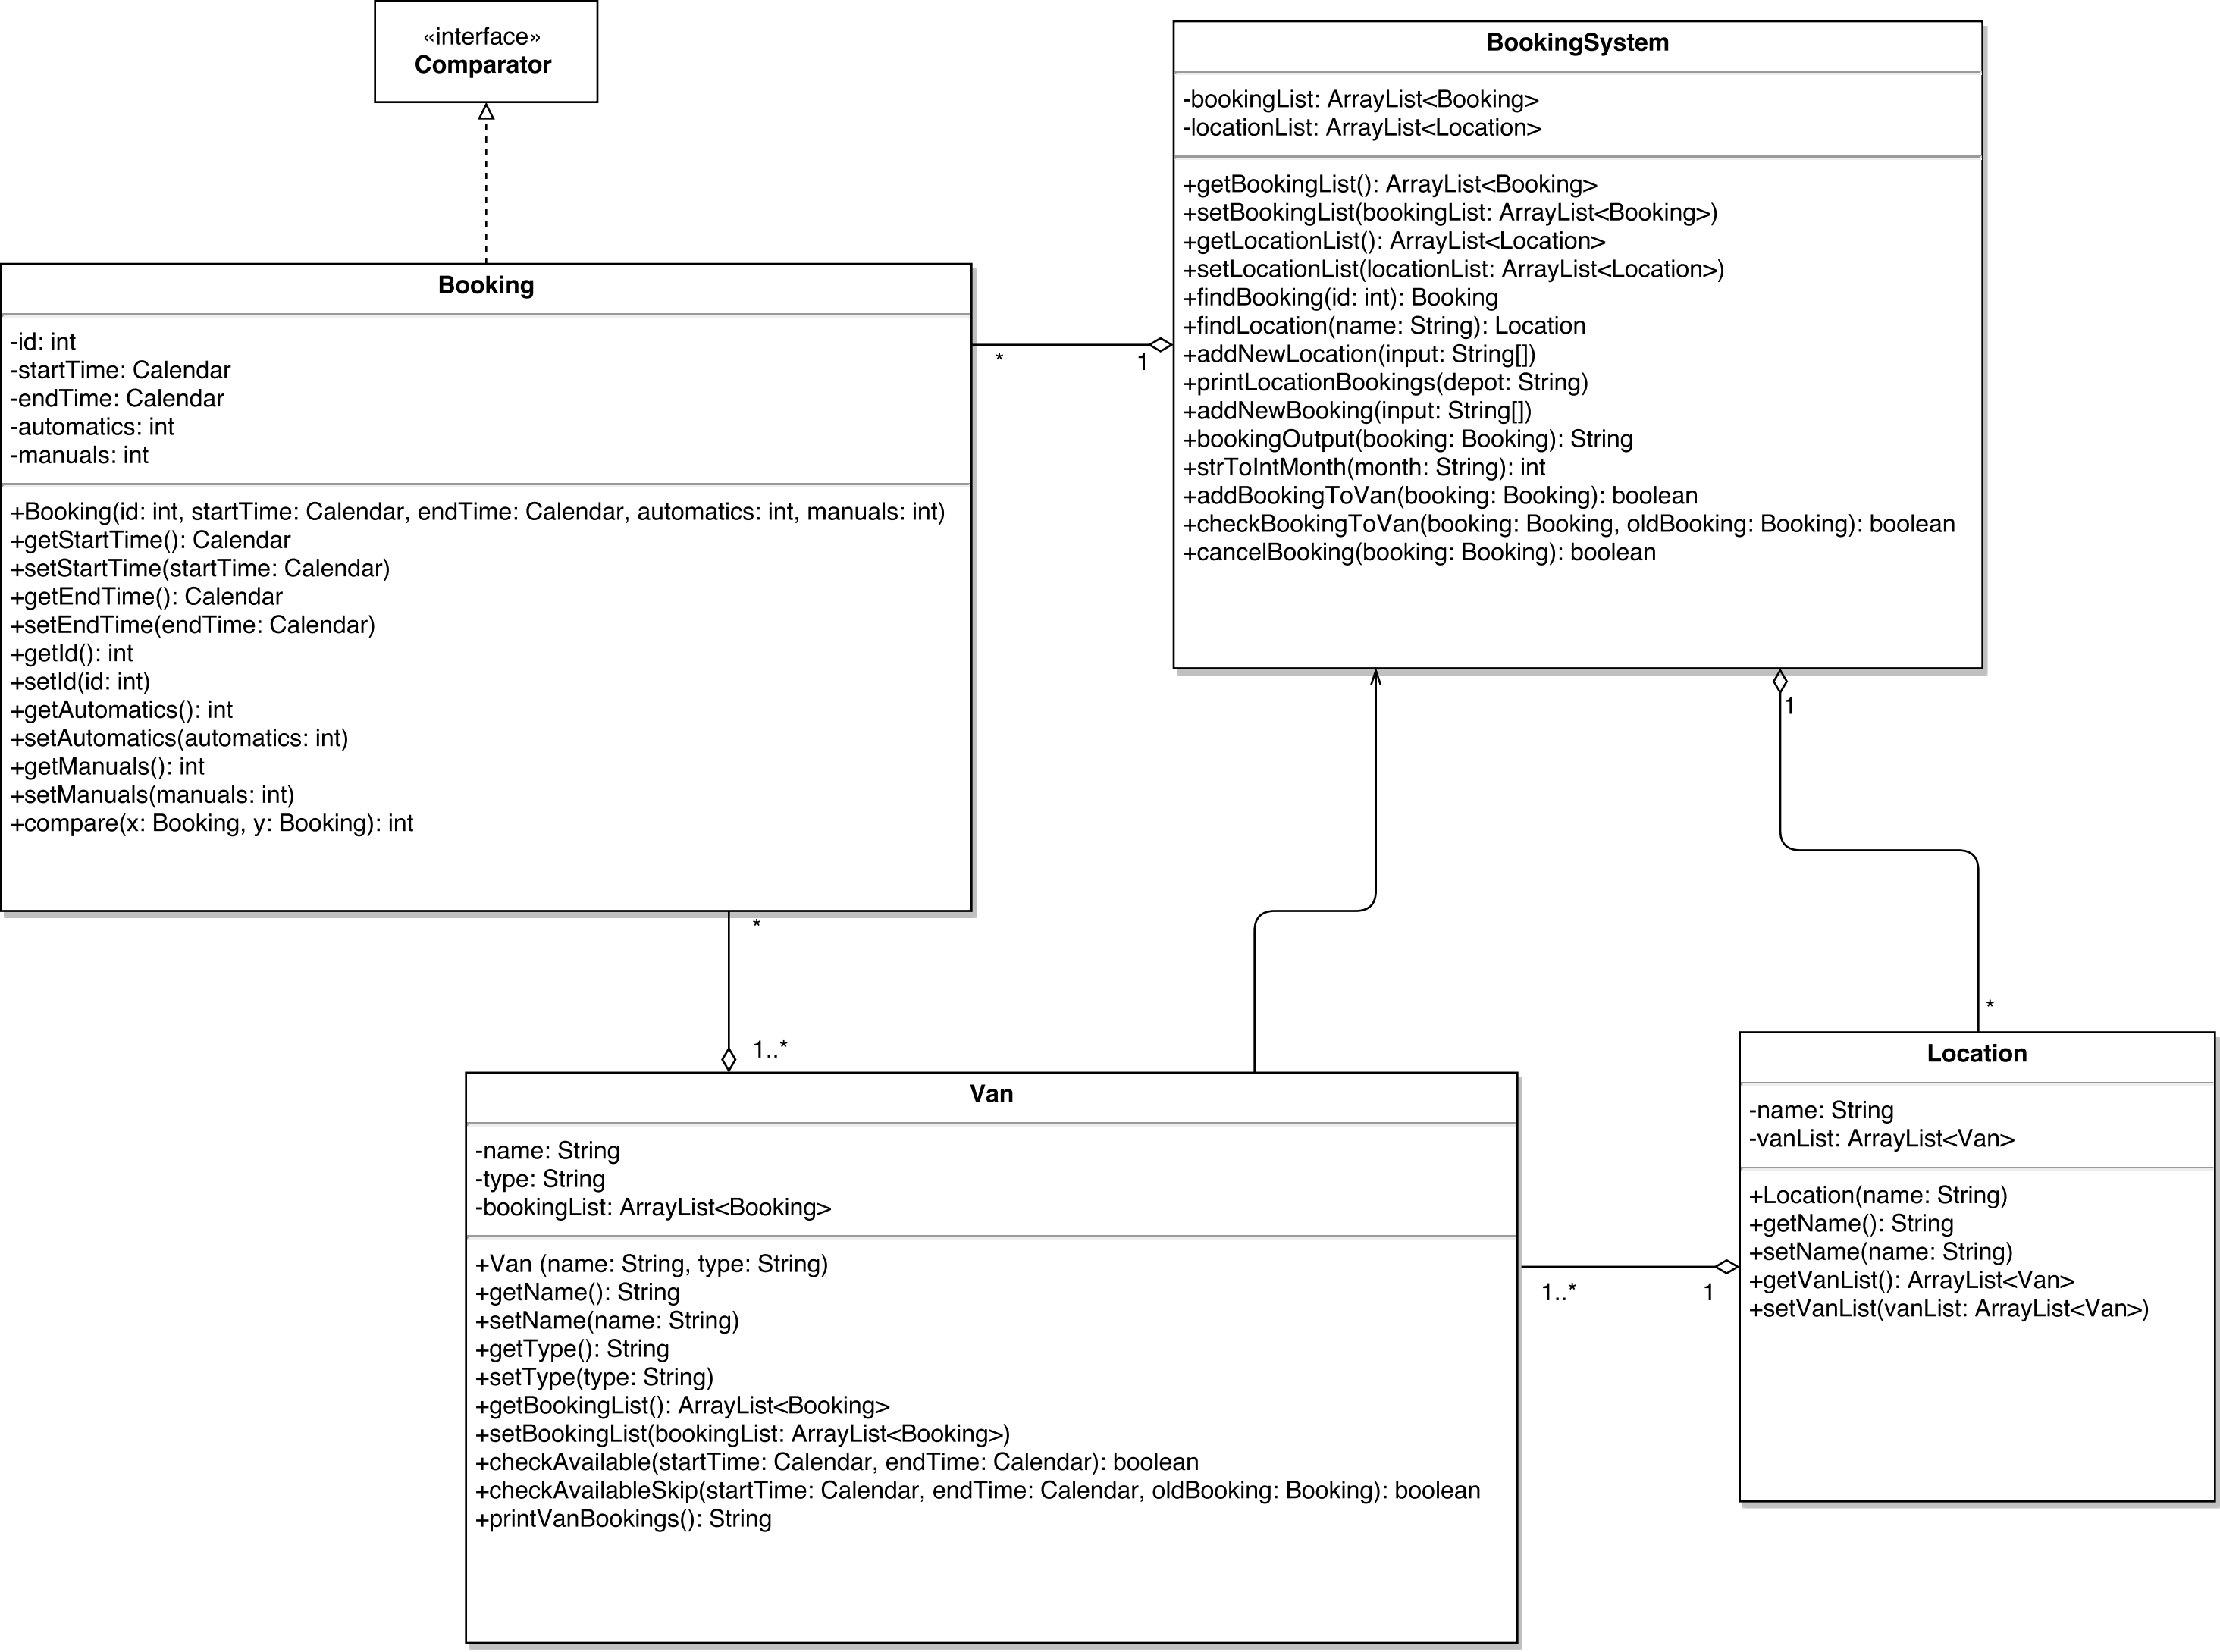 «interface»
Comparator
BookingSystem
-bookingList: ArrayList<Booking>
-locationList: ArrayList<Location>
+getBookingList(): ArrayList<Booking>
+setBookingList(bookingList: ArrayList<Booking>)
+getLocationList(): ArrayList<Location>
+setLocationList(locationList: ArrayList<Location>)
+findBooking(id: int): Booking
+findLocation(name: String): Location
+addNewLocation(input: String[])
+printLocationBookings(depot: String)
+addNewBooking(input: String[])
+bookingOutput(booking: Booking): String
+strToIntMonth(month: String): int
+addBookingToVan(booking: Booking): boolean
+checkBookingToVan(booking: Booking, oldBooking: Booking): boolean
+cancelBooking(booking: Booking): boolean
Booking
-id: int
-startTime: Calendar
-endTime: Calendar
-automatics: int
-manuals: int
+Booking(id: int, startTime: Calendar, endTime: Calendar, automatics: int, manuals: int)
+getStartTime(): Calendar
+setStartTime(startTime: Calendar)
+getEndTime(): Calendar
+setEndTime(endTime: Calendar)
+getId(): int
+setId(id: int)
+getAutomatics(): int
+setAutomatics(automatics: int)
+getManuals(): int
+setManuals(manuals: int)
+compare(x: Booking, y: Booking): int
*
1
1
*
*
1..*
Van
-name: String
-type: String
-bookingList: ArrayList<Booking>
+Van (name: String, type: String)
+getName(): String
+setName(name: String)
+getType(): String
+setType(type: String)
+getBookingList(): ArrayList<Booking>
+setBookingList(bookingList: ArrayList<Booking>)
+checkAvailable(startTime: Calendar, endTime: Calendar): boolean
+checkAvailableSkip(startTime: Calendar, endTime: Calendar, oldBooking: Booking): boolean
+printVanBookings(): String
1..*
1
Location
-name: String
-vanList: ArrayList<Van>
+Location(name: String)
+getName(): String
+setName(name: String)
+getVanList(): ArrayList<Van>
+setVanList(vanList: ArrayList<Van>)